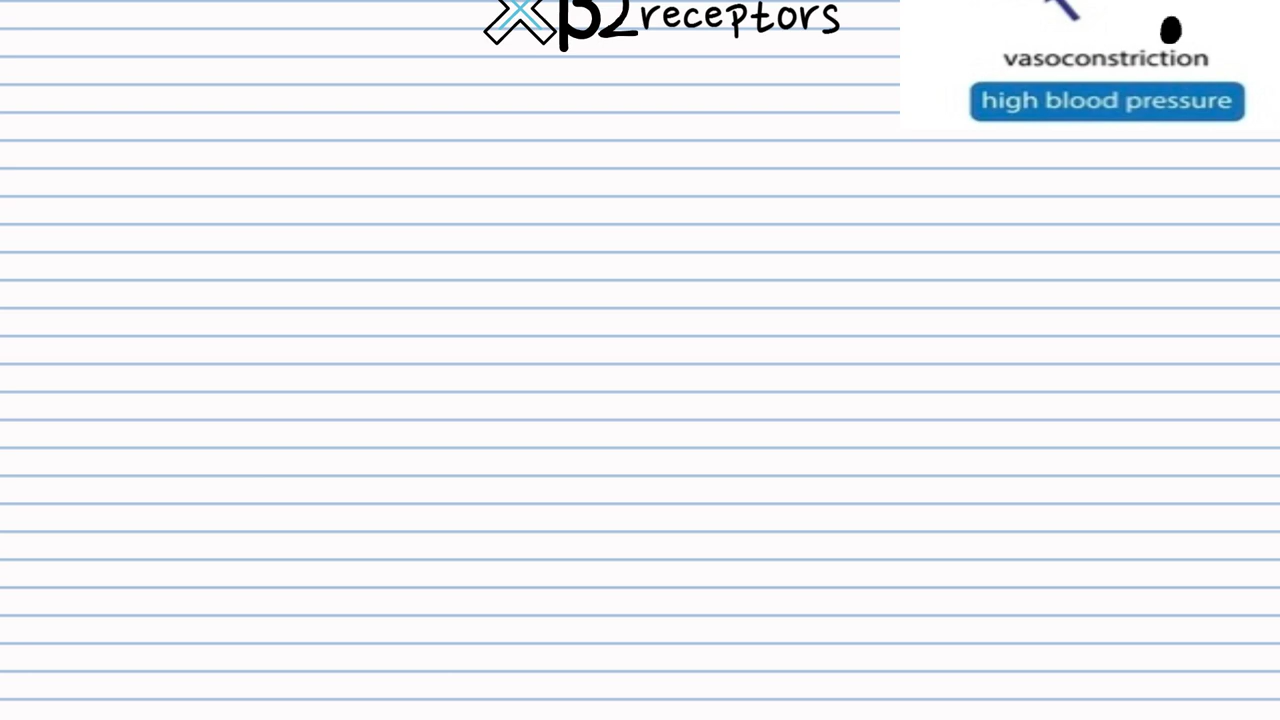 β2 receptors
vasoconstriction
high blood pressure